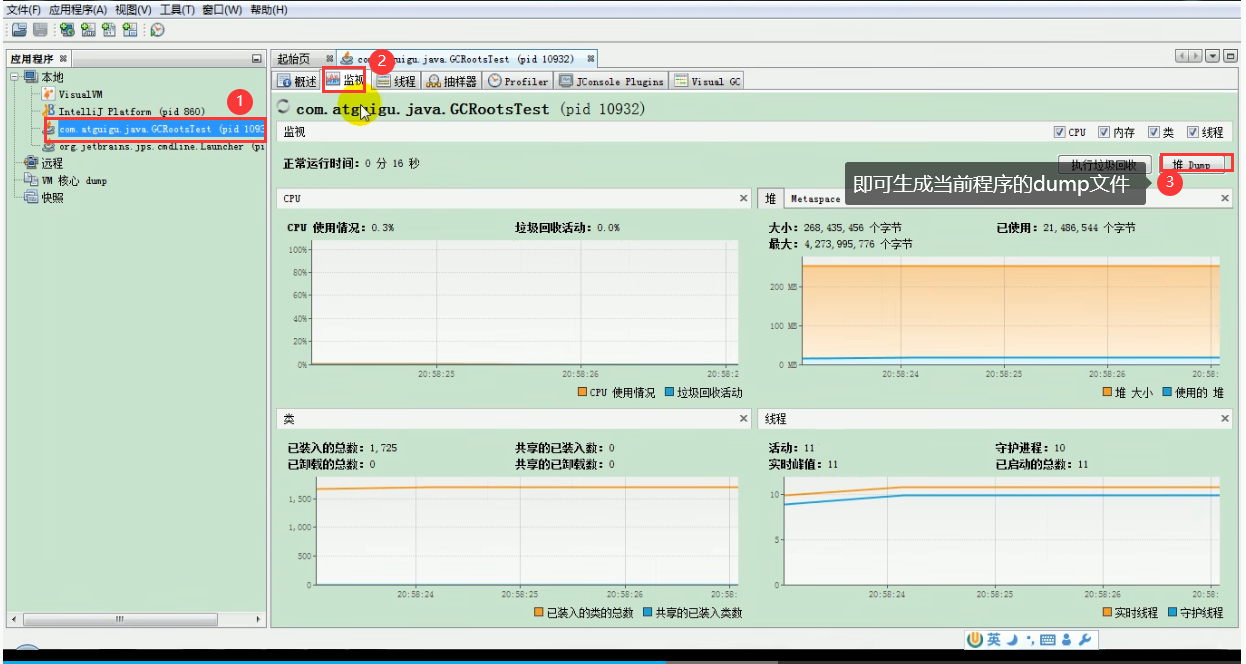 文件(F) 应用程序(A) 视图(V) 工具(T) 窗口(W) 帮助(H)
应用程序
本地
VisualVM
IntelliJ Platform (pid 860)
com.atguigu.java.GCRootsTest (pid 1093
org.jetbrains.jps.cmdline.Launcher (pi
远程
VM 核心 dump
快照
1
起始页 uigu.java.GCRootsTest (pid 10932)
2
概述 监视 线程 抽样器 Profiler JConsole Plugins Visual GC
com.atguigu.java.GCRootsTest (pid 10932)
监视 CPU 内存 类 线程
正常运行时间: 0 分 16 秒
执行垃圾回收 堆 Dump
即可生成当前程序的dump文件
3
CPU
CPU 使用情况: 0.3% 垃圾回收活动: 0.0%
100%
80%
60%
40%
20%
0%
20:58:25 20:58:26 20:58:2
CPU 使用情况 垃圾回收活动
堆 Metaspace
大小: 268,435,456 个字节 已使用: 21,486,544 个字节
最大: 4,273,995,776 个字节
200 MB
100 MB
0 MB
20:58:24 20:58:25 20:58:26 20:58:
堆 大小 使用的 堆
类
已装入的总数: 1,725 共享的已装入数: 0
已卸载的总数: 0 共享的已卸载数: 0
1,500
1,000
500
0
20:58:24 20:58:25 20:58:26 20:58:
已装入的类的总数 共享的已装入类数
线程
活动: 11 守护进程: 10
实时峰值: 11 已启动的总数: 11
10
5
0
20:58:24 20:58:25 20:58:26 20:58:
实时线程 守护线程
英